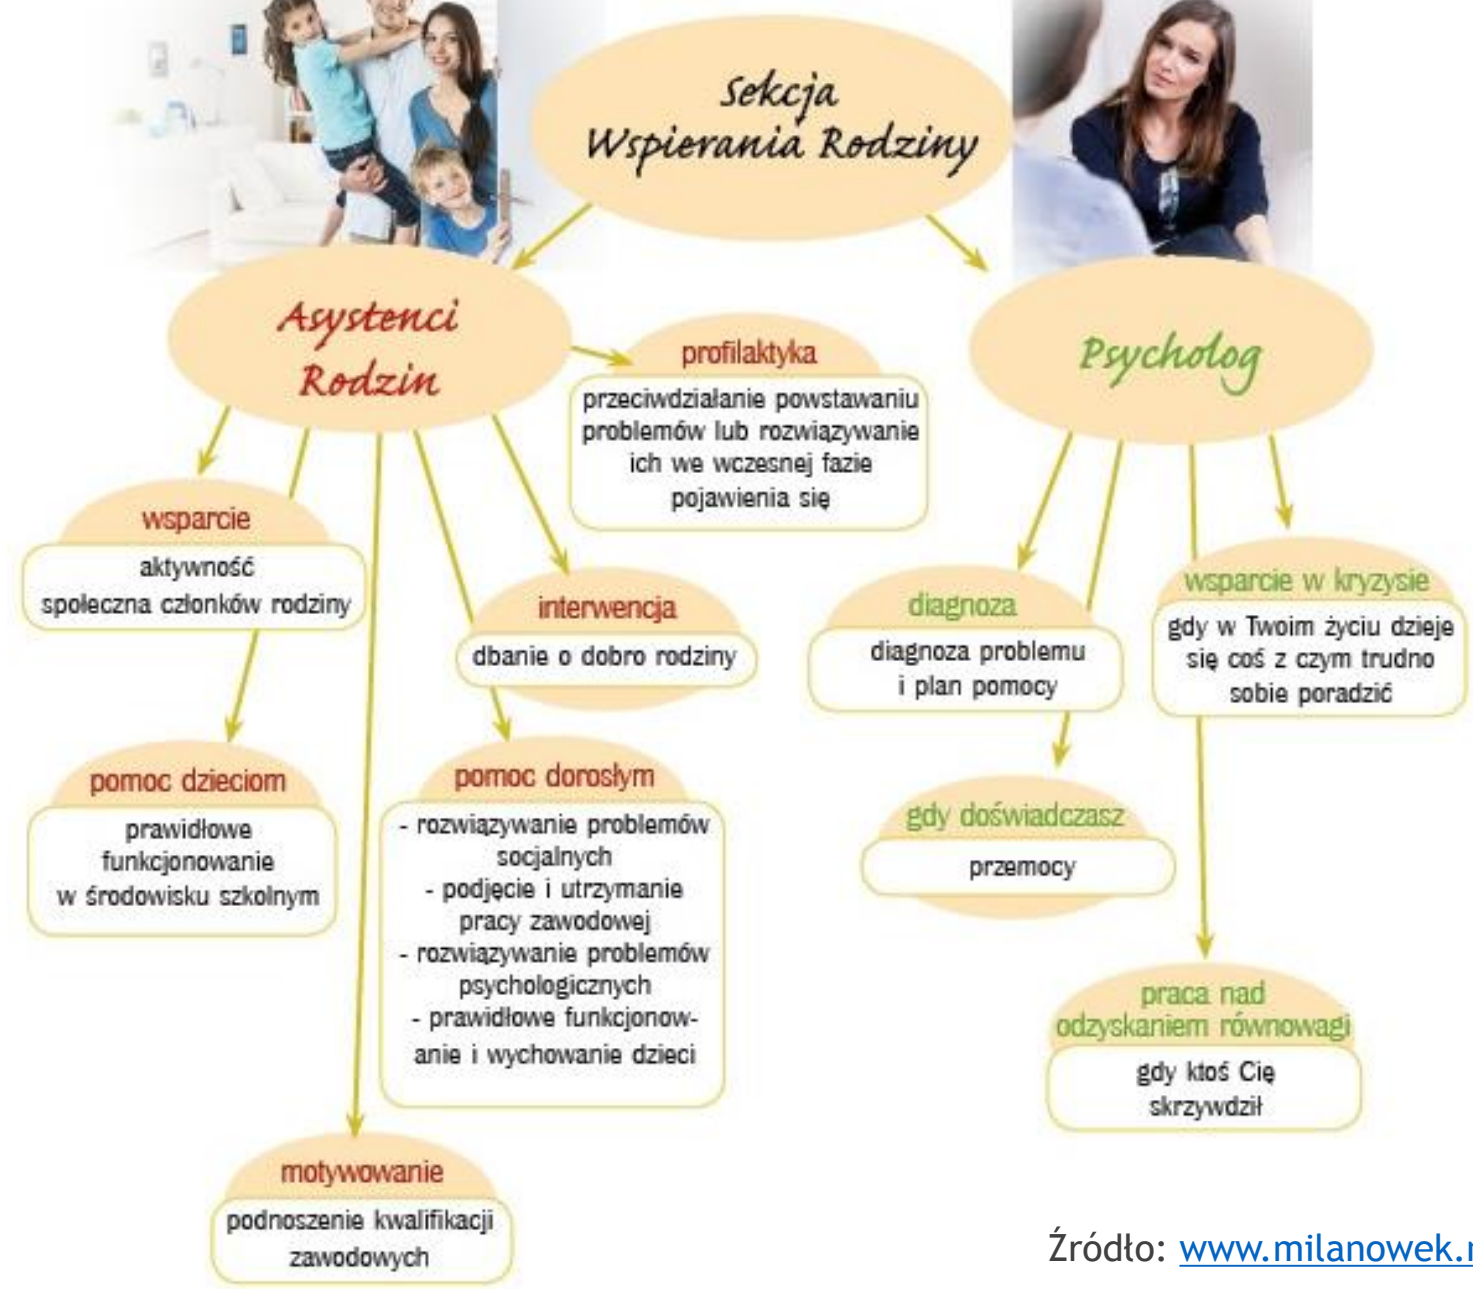 Sekcja
Wspierania Rodziny
Asystenci
Rodzin
profilaktyka
przeciwdziałanie powstawaniu
problemów lub rozwiązywanie
ich we wczesnej fazie
pojawienia się
wsparcie
aktywność
społeczna członków rodziny
interwencja
dbanie o dobro rodziny
pomoc dzieciom
prawidłowe
funkcjonowanie
w środowisku szkolnym
pomoc dorosłym
- rozwiązywanie problemów
socjalnych
- podjęcie i utrzymanie
pracy zawodowej
- rozwiązywanie problemów
psychologicznych
- prawidłowe funkcjonow-
anie i wychowanie dzieci
motywowanie
podnoszenie kwalifikacji
zawodowych
Psycholog
diagnoza
diagnoza problemu
i plan pomocy
wsparcie w kryzysie
gdy w Twoim życiu dzieje
się coś z czym trudno
sobie poradzić
gdy doświadczasz
przemocy
praca nad
odzyskaniem równowagi
gdy ktoś Cię
skrzywdził
Źródło: www.milanowek.